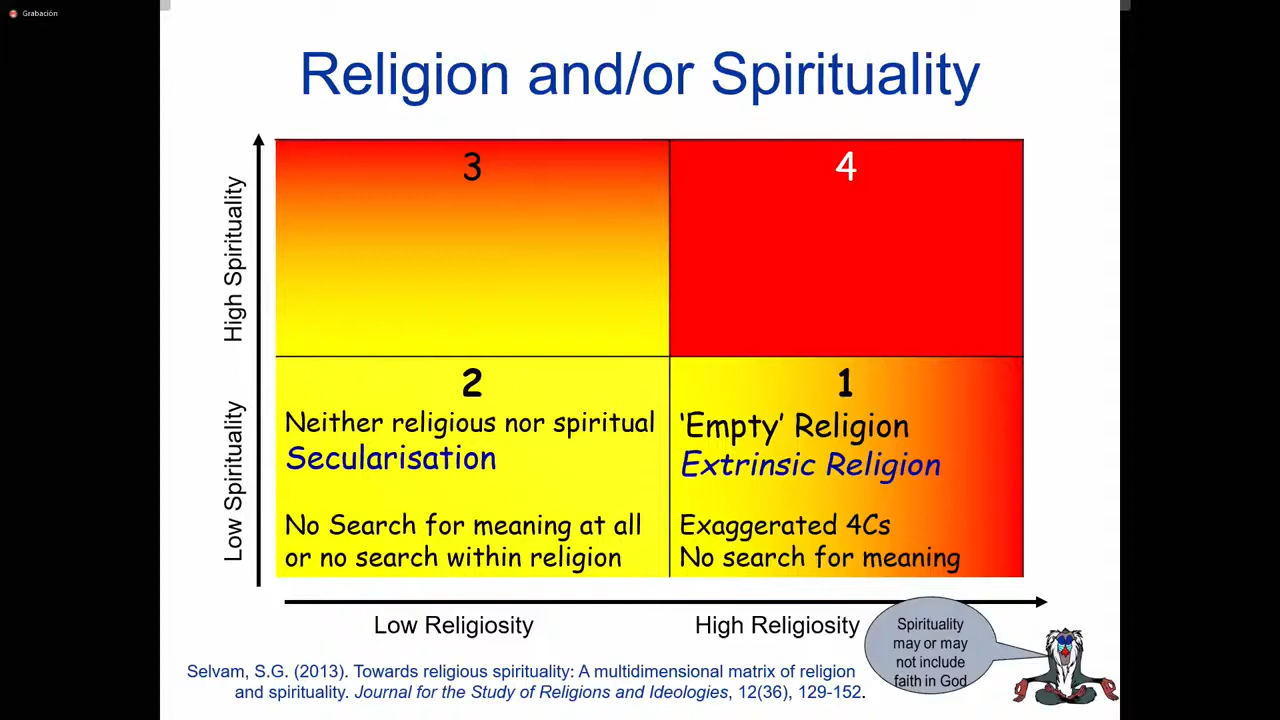 Grabación
Religion and/or Spirituality
High Spirituality
Low Spirituality
3
4
2
Neither religious nor spiritual
Secularisation
No Search for meaning at all
or no search within religion
1
‘Empty’ Religion
Extrinsic Religion
Exaggerated 4Cs
No search for meaning
Low Religiosity
High Religiosity
Spirituality
may or may
not include
faith in God
Selvam, S.G. (2013). Towards religious spirituality: A multidimensional matrix of religion
and spirituality. Journal for the Study of Religions and Ideologies, 12(36), 129-152.